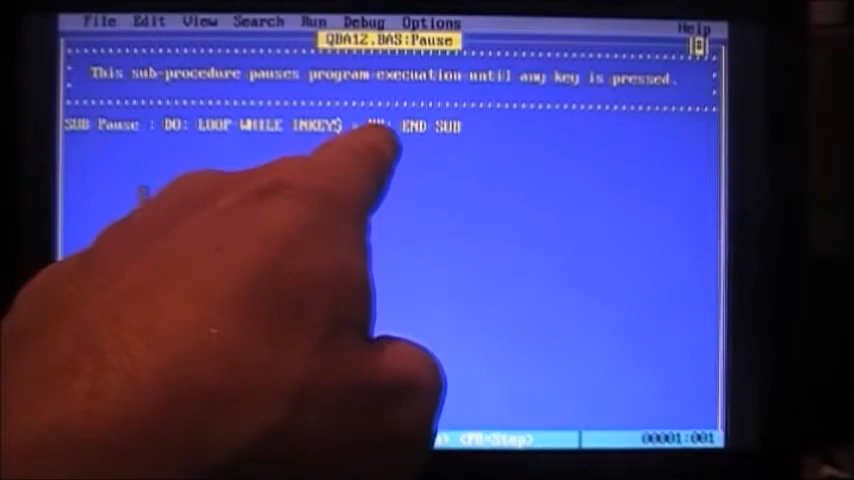 File Edit View Search Run Debug Options Help
QBA12.BAS:Pause
This sub-procedure pauses program execuation until any key is pressed.
SUB Pause : DO: LOOP WHILE INKEY$ = "": END SUB
<F8=Step> 00001:001